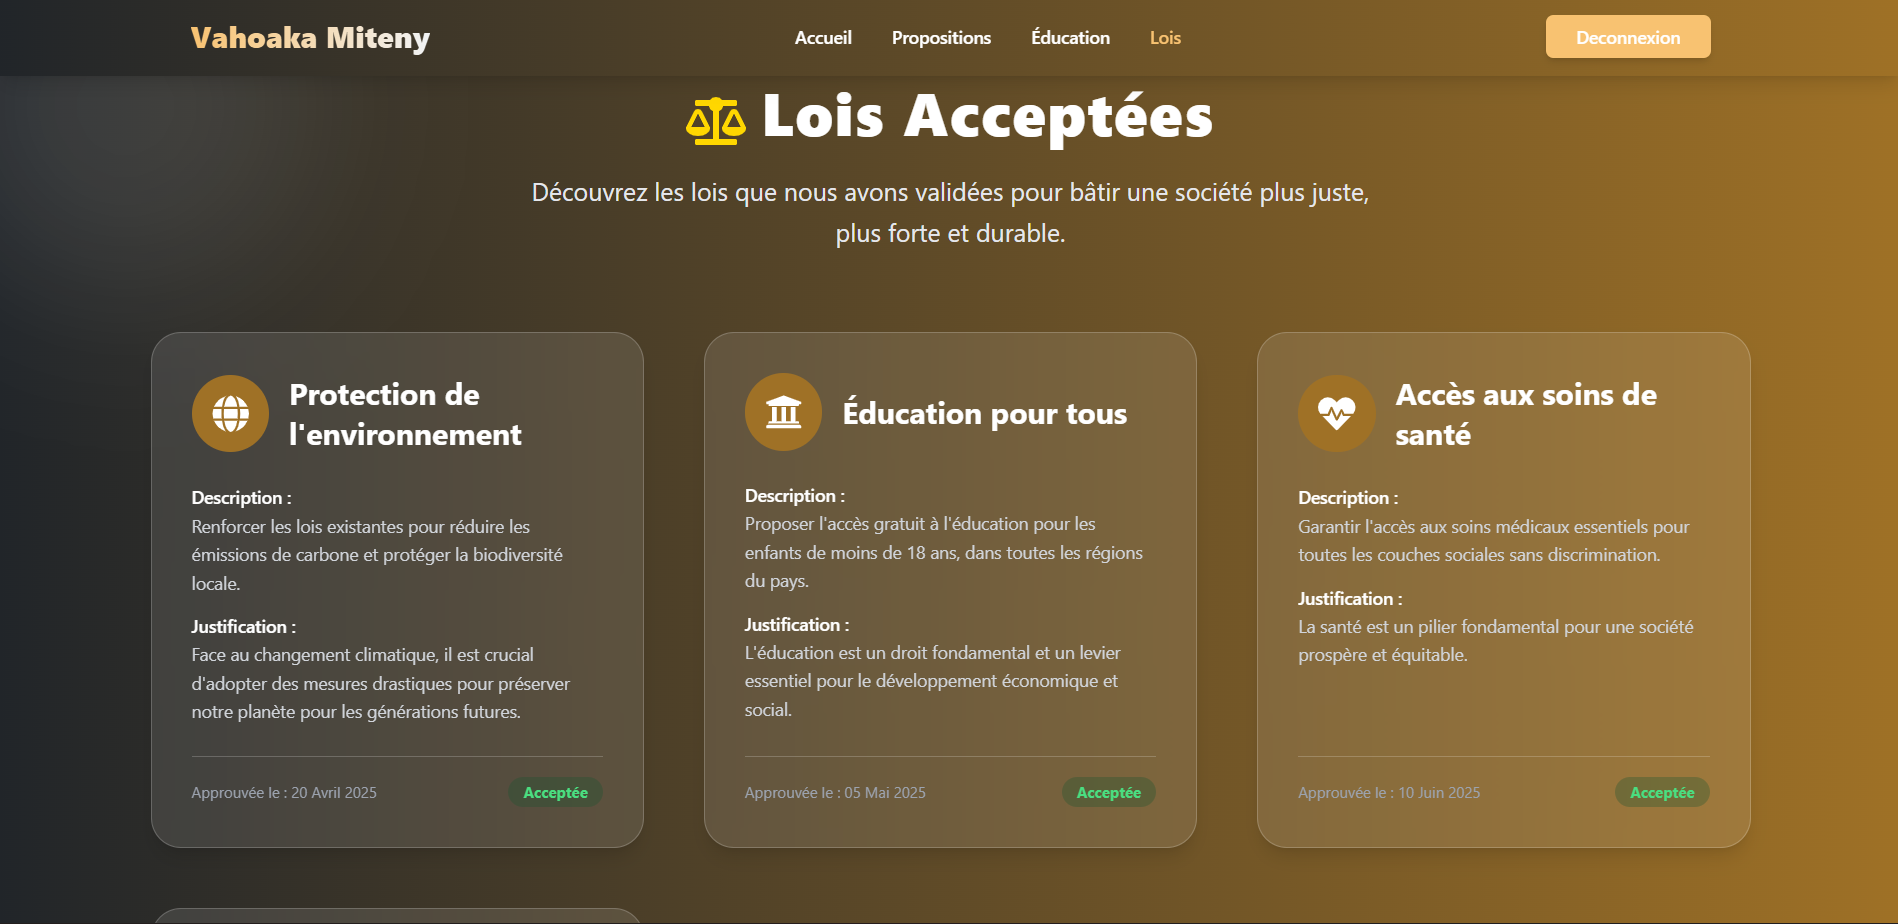 Vahoaka Miteny
Accueil
Propositions
Éducation
Lois
Deconnexion
Lois Acceptées
Découvrez les lois que nous avons validées pour bâtir une société plus juste,
plus forte et durable.
Protection de
l'environnement
Description :
Renforcer les lois existantes pour réduire les
émissions de carbone et protéger la biodiversité
locale.
Justification :
Face au changement climatique, il est crucial
d'adopter des mesures drastiques pour préserver
notre planète pour les générations futures.
Approuvée le : 20 Avril 2025
Acceptée
Éducation pour tous
Description :
Proposer l'accès gratuit à l'éducation pour les
enfants de moins de 18 ans, dans toutes les régions
du pays.
Justification :
L'éducation est un droit fondamental et un levier
essentiel pour le développement économique et
social.
Approuvée le : 05 Mai 2025
Acceptée
Accès aux soins de
santé
Description :
Garantir l'accès aux soins médicaux essentiels pour
toutes les couches sociales sans discrimination.
Justification :
La santé est un pilier fondamental pour une société
prospère et équitable.
Approuvée le : 10 Juin 2025
Acceptée